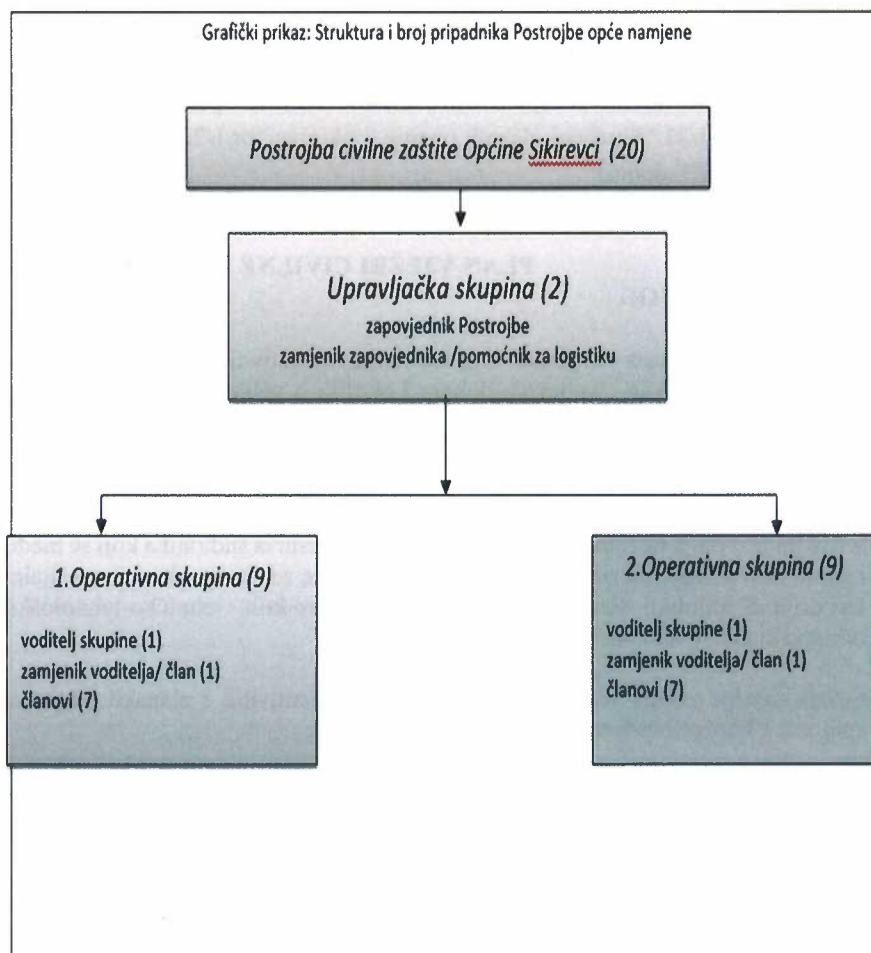 Grafički prikaz: Struktura i broj pripadnika Postrojbe opće namjene
Postrojba civilne zaštite Općine Sikirevci (20)
Upravljačka skupina (2)
zapovjednik Postrojbe
zamjenik zapovjednika /pomoćnik za logistiku
1.Operativna skupina (9)
voditelj skupine (1)
zamjenik voditelja/ član (1)
članovi (7)
2.Operativna skupina (9)
voditelj skupine (1)
zamjenik voditelja/ član (1)
članovi (7)